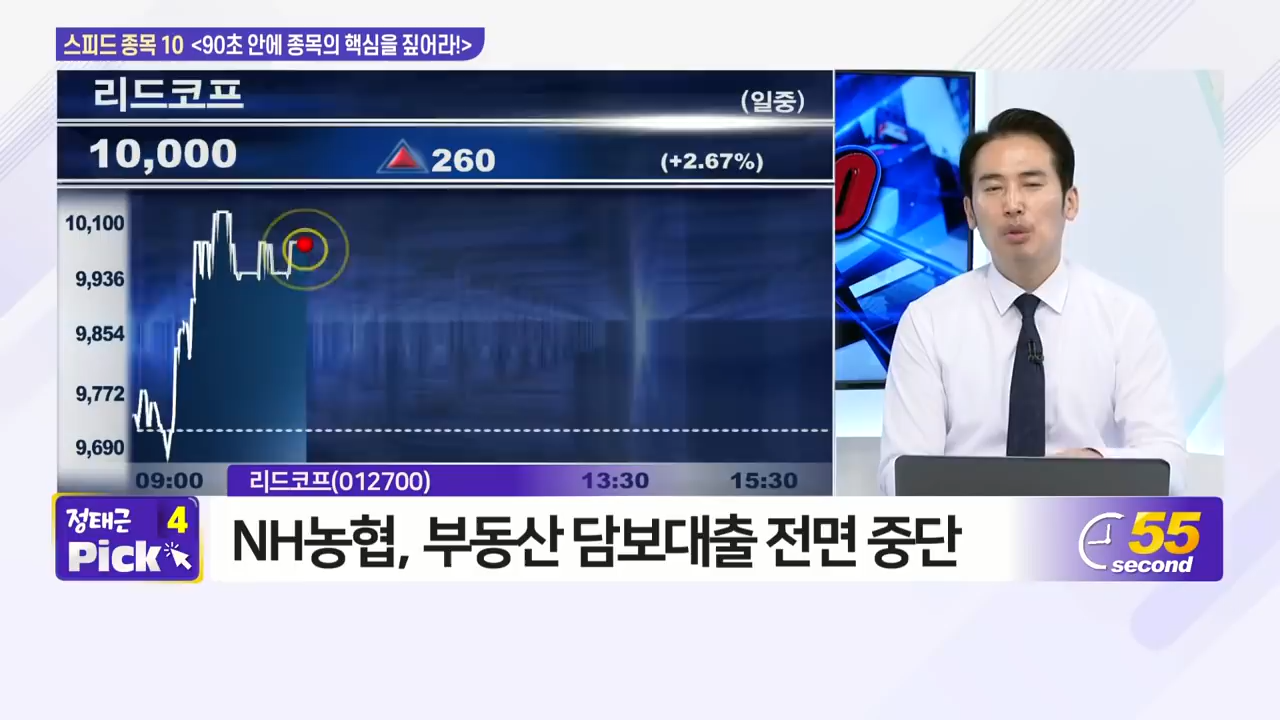 스피드 종목 10 <90초 안에 종목의 핵심을 짚어라!>
리드코프
(일중)
10,000
260
(+2.67%)
10,100
9,936
9,854
9,772
9,690
09:00
리드코프(012700)
13:30
15:30
정태근 4
Pick
NH농협, 부동산 담보대출 전면 중단
55
second